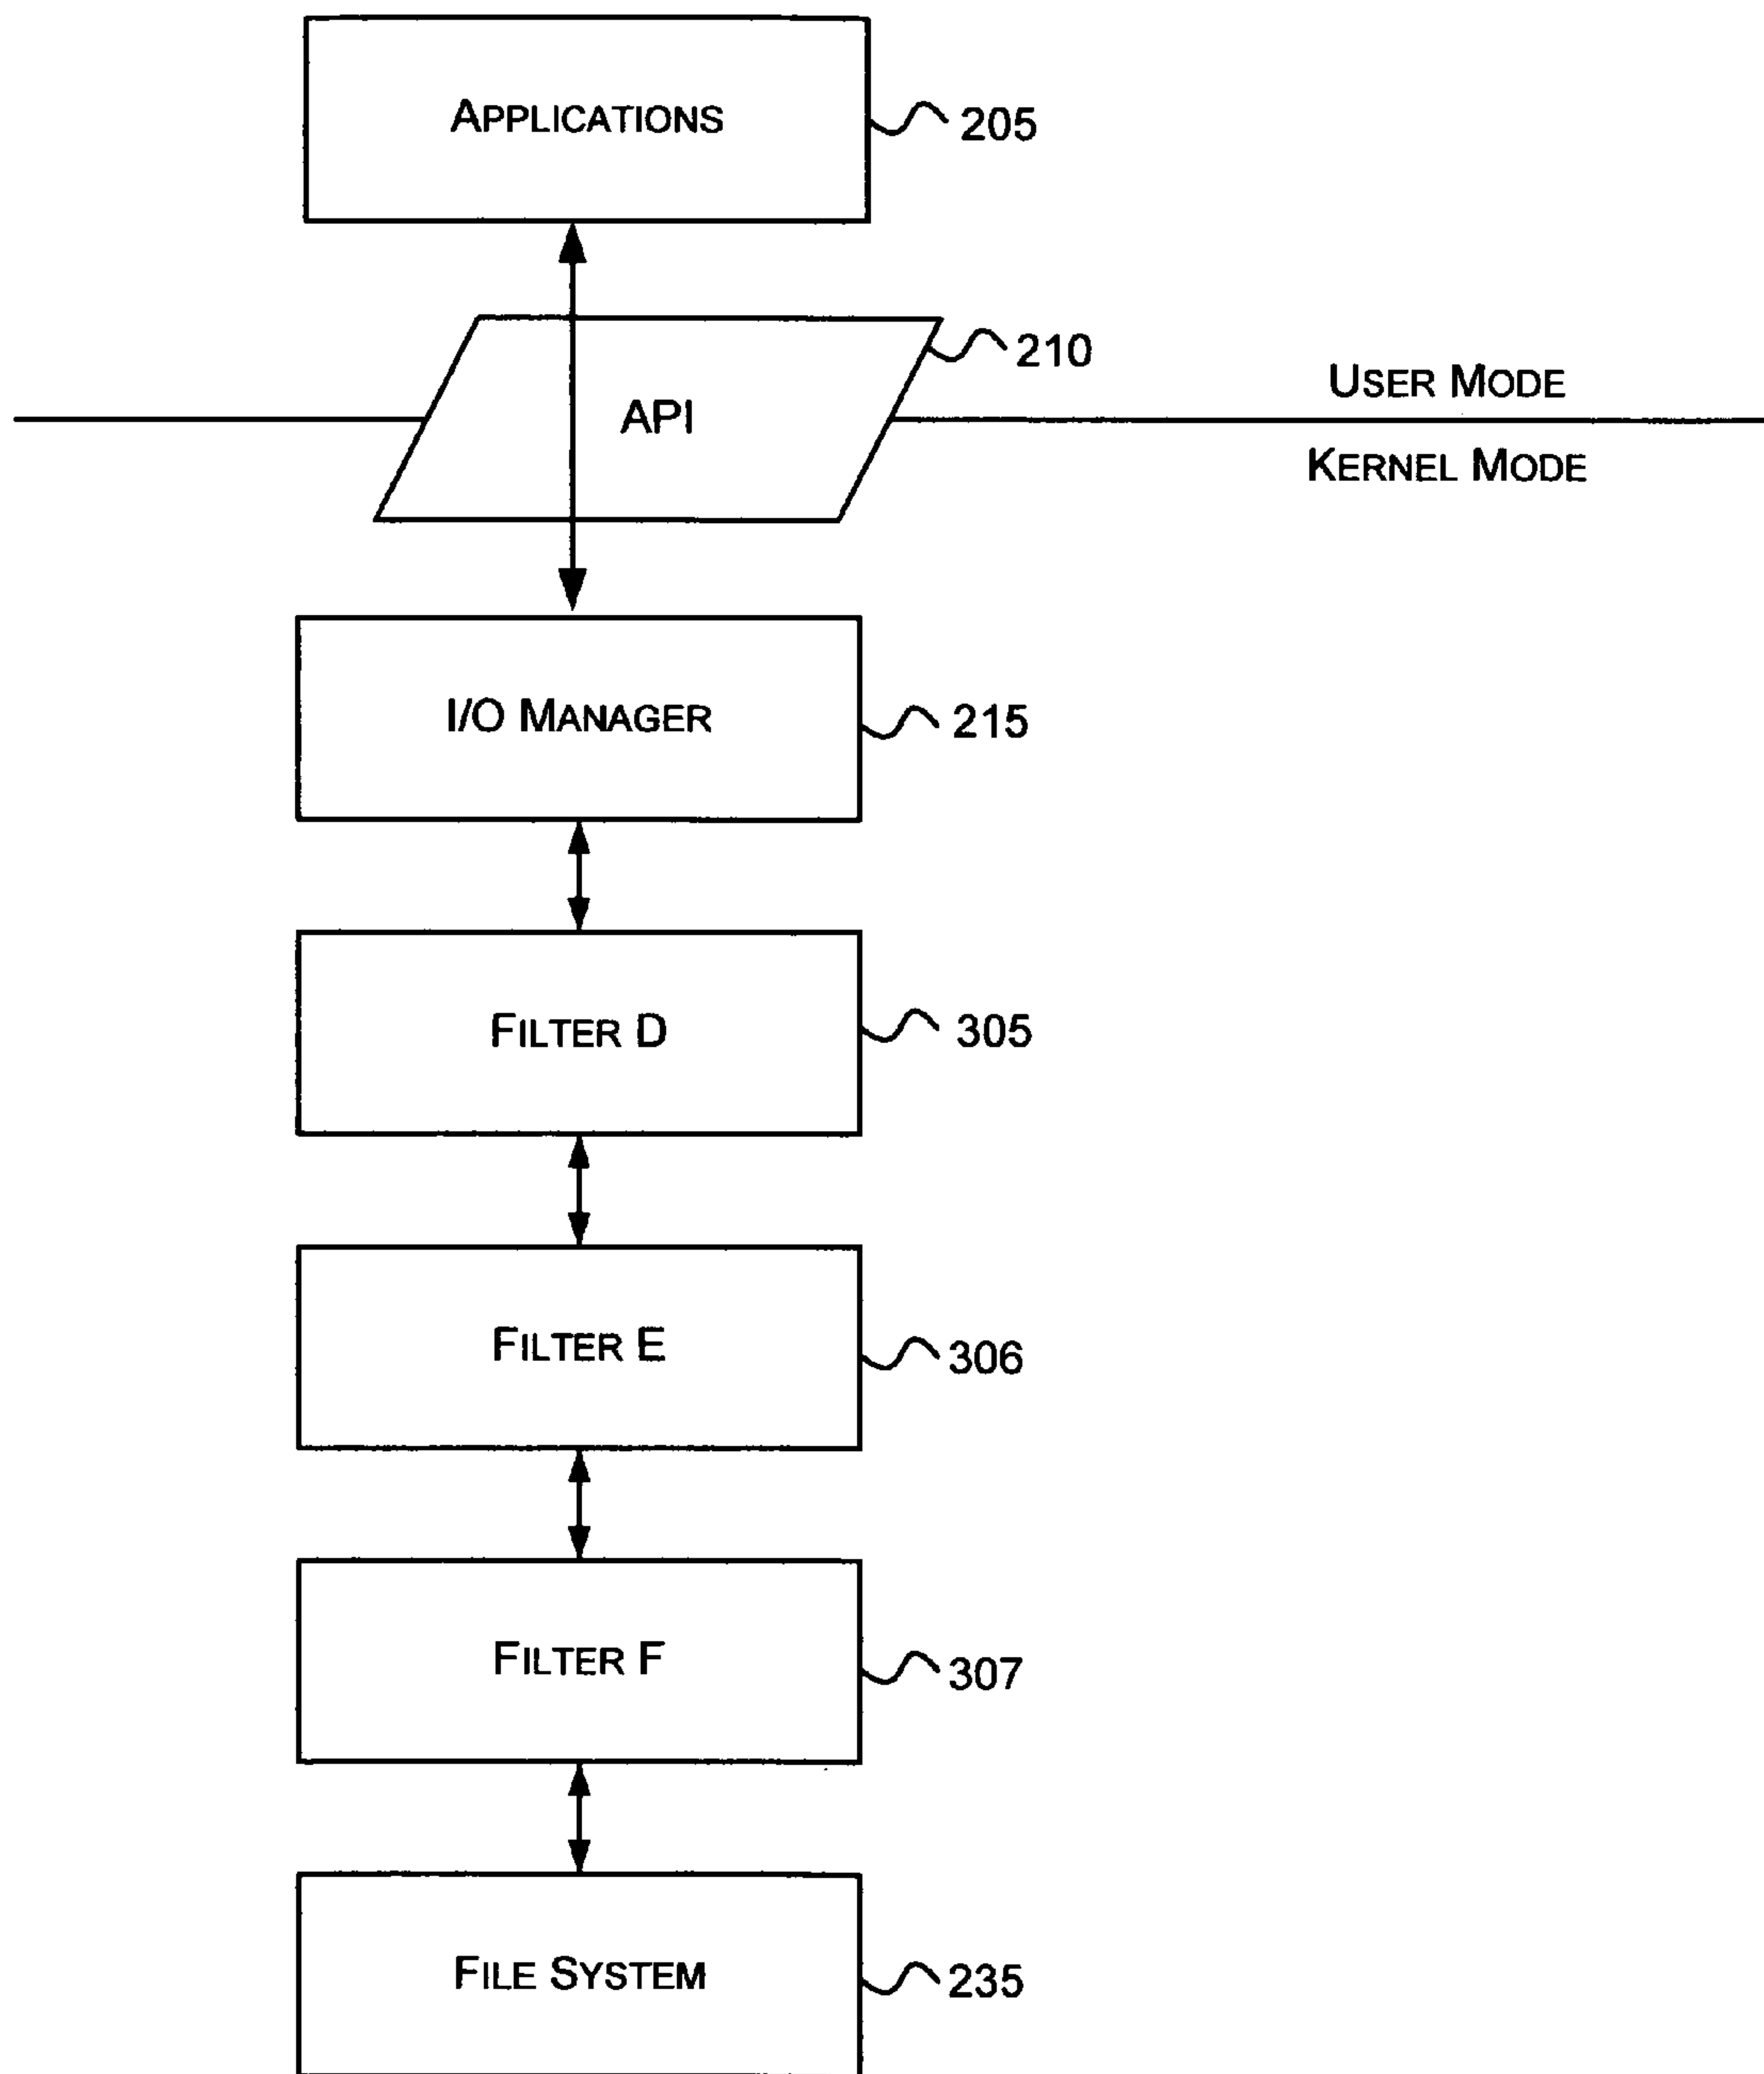 APPLICATIONS
205
210
API
USER MODE
KERNEL MODE
I/O MANAGER
215
FILTER D
305
FILTER E
306
FILTER F
307
FILE SYSTEM
235